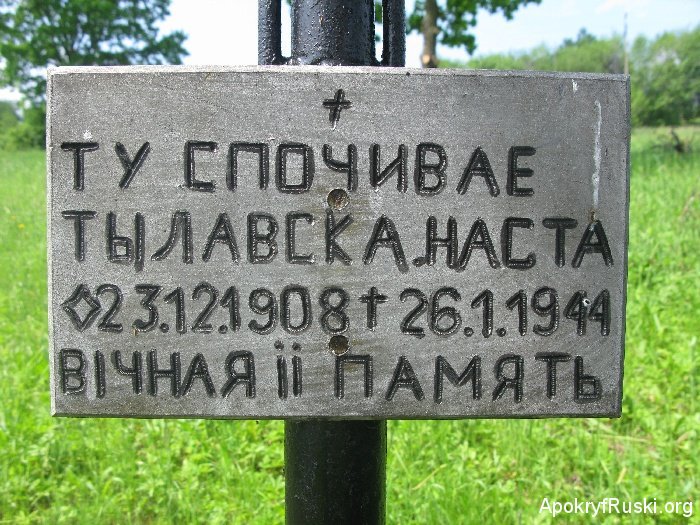 ТУ СПОЧИВАЕ
ТЫЛАВСКА.НАСТА
◇23.12.1908✝26.1.1944
ВІЧНАЯ ЇЇ ПАМЯТЬ
ApokryfRuski.org